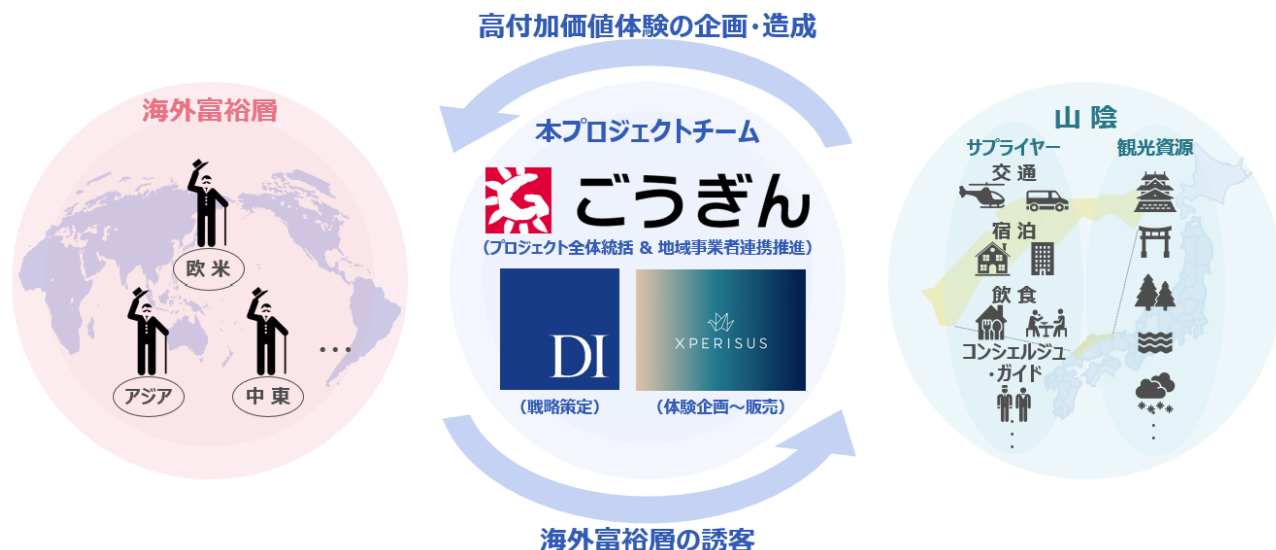 高付加価値体験の企画・造成
海外富裕層
欧米
アジア
中東
・・・
本プロジェクトチーム
ごうぎん
（プロジェクト全体統括 & 地域事業者連携推進）
DI
（戦略策定）
XPERISUS
（体験企画～販売）
山陰
サプライヤー
交通
宿泊
飲食
コンシェルジュ
・ガイド
観光資源
海外富裕層の誘客